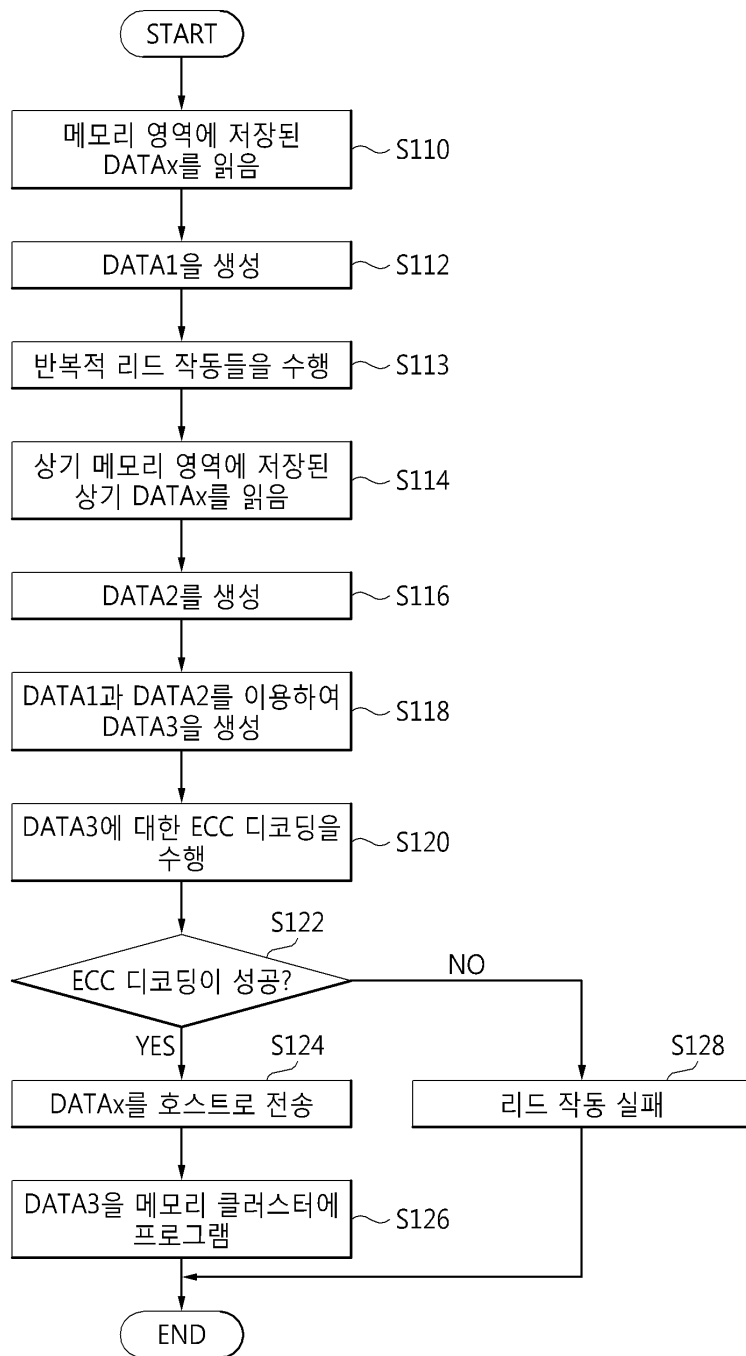 START
메모리 영역에 저장된
DATAx를 읽음
S110
DATA1을 생성
S112
반복적 리드 작동들을 수행
S113
상기 메모리 영역에 저장된
상기 DATAx를 읽음
S114
DATA2를 생성
S116
DATA1과 DATA2를 이용하여
DATA3을 생성
S118
DATA3에 대한 ECC 디코딩을
수행
S120
S122
ECC 디코딩이 성공?
NO
YES
S124
DATAx를 호스트로 전송
S128
리드 작동 실패
DATA3을 메모리 클러스터에
프로그램
S126
END